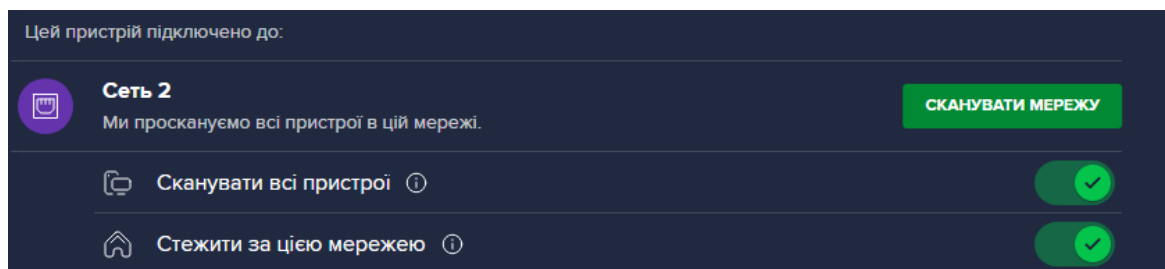 Цей пристрій підключено до:
Сеть 2
Ми проскануємо всі пристрої в цій мережі.
СКАНУВАТИ МЕРЕЖУ
Сканувати всі пристрої
Стежити за цією мережею